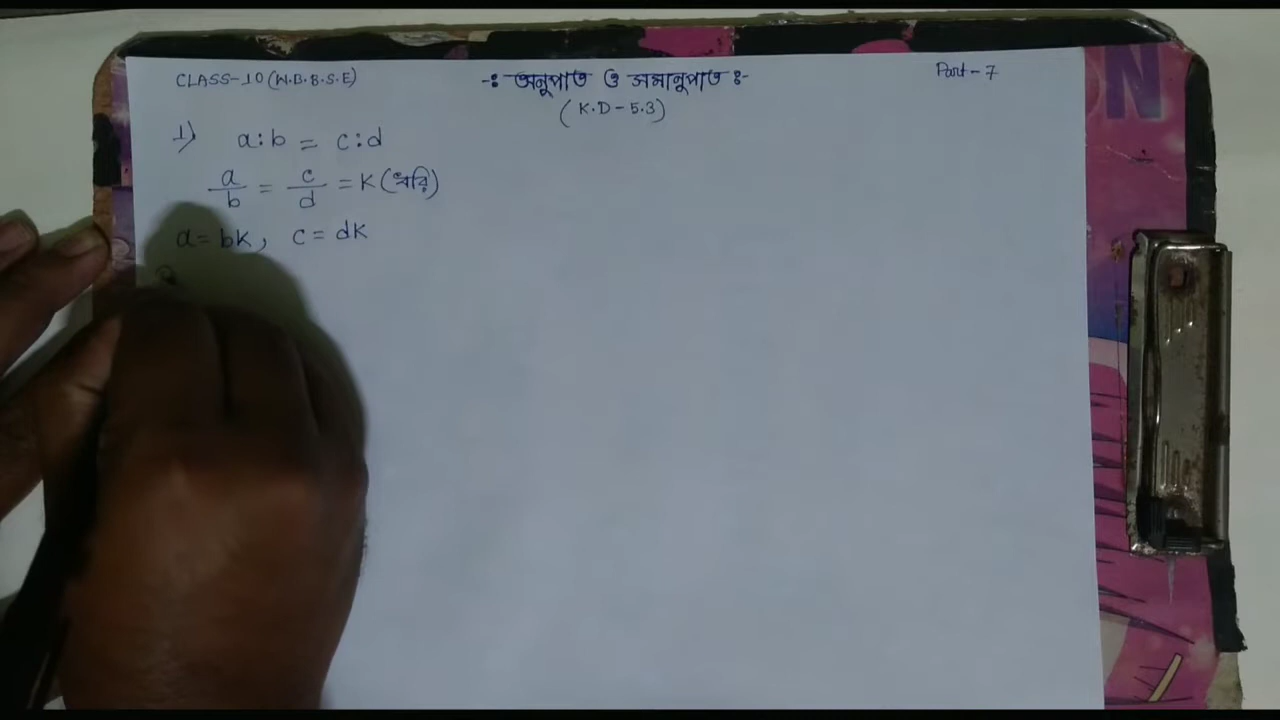 CLASS-10 (W.B.B.S.E)
-ঃ অনুপাত ও সমানুপাত ঃ-
Part-7
(K.D-5.3)
1) a:b = c:d
a/b = c/d = K (ধরি)
a = bK, c = dK